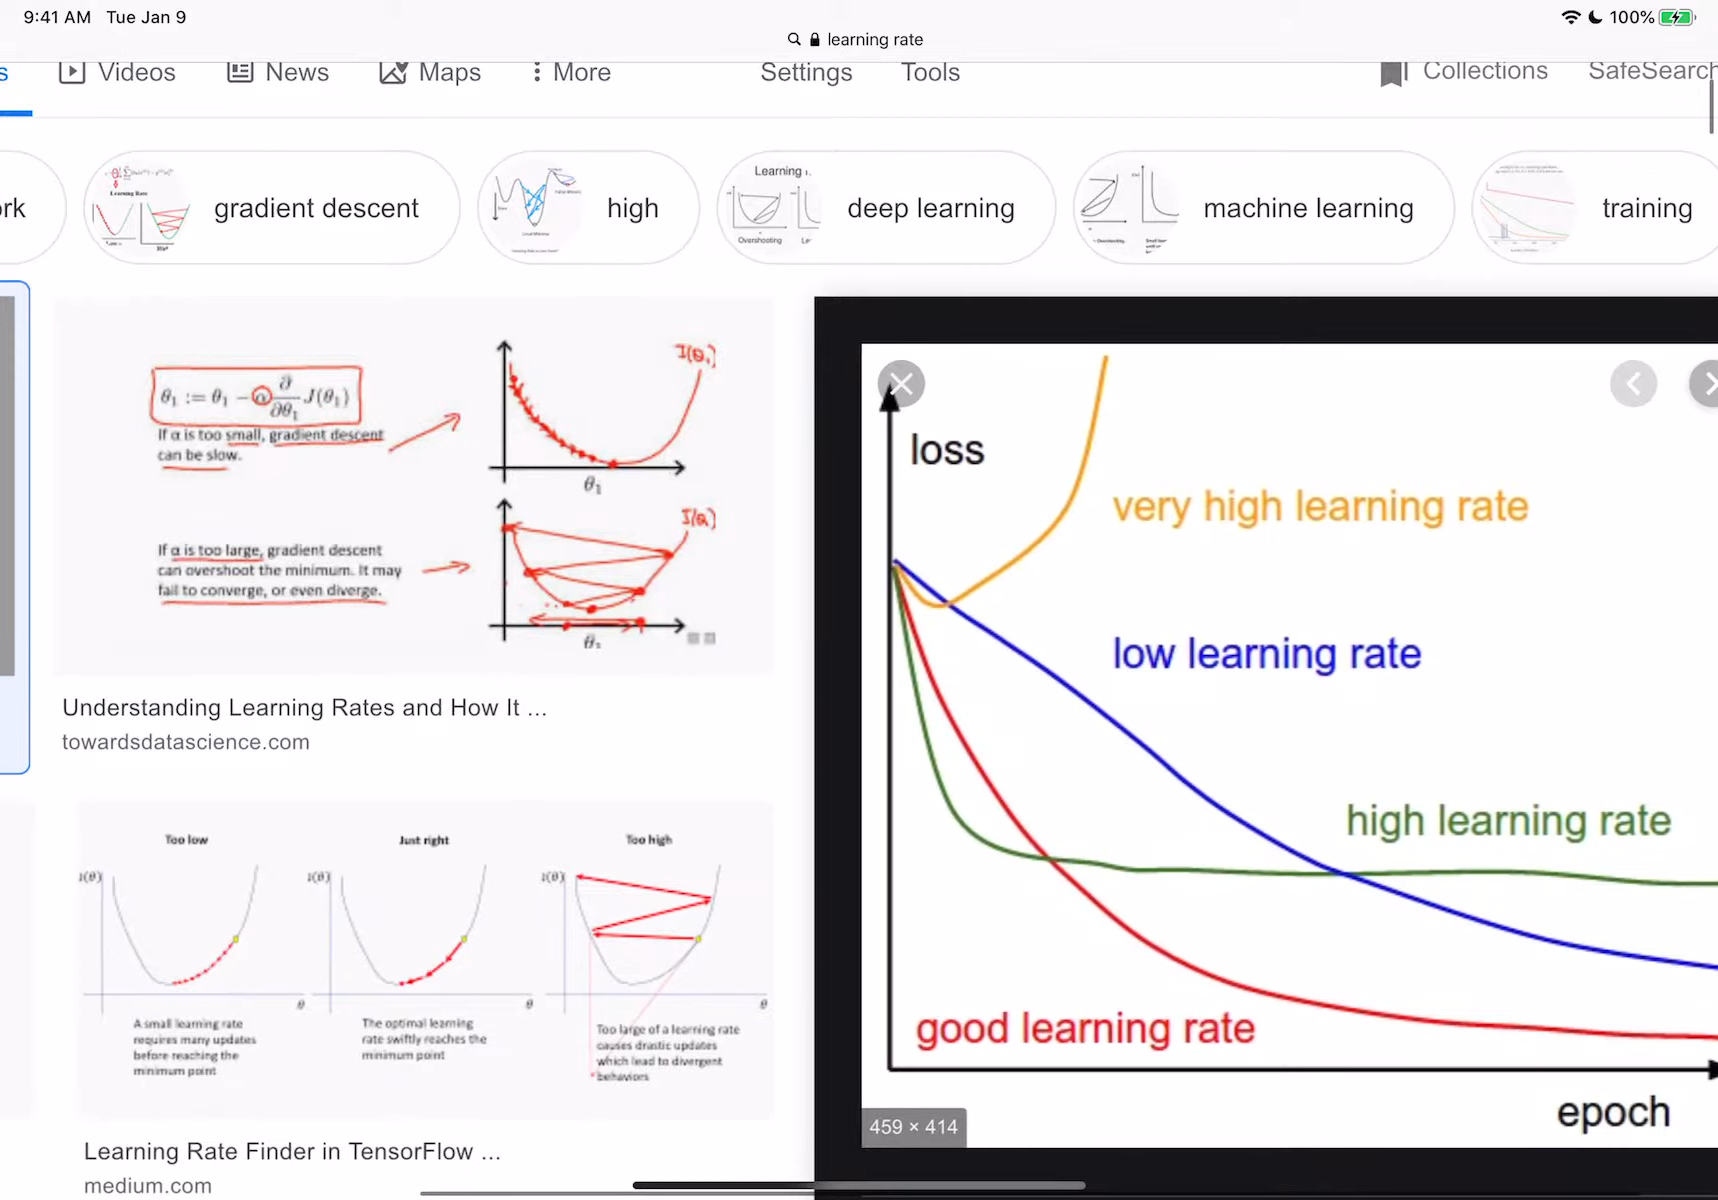 9:41 AM Tue Jan 9
100%
learning rate
Videos
News
Maps
More
Settings
Tools
Collections
SafeSearch
gradient descent
high
deep learning
machine learning
training
Learning Rate
Learning
Overshooting
θ₁ := θ₁ − α ∂/∂θ₁ J(θ₁)
If α is too small, gradient descent
can be slow.
J(θ₁)
θ₁
If α is too large, gradient descent
can overshoot the minimum. It may
fail to converge, or even diverge.
θ₁
Understanding Learning Rates and How It ...
towardsdatascience.com
Too low
Just right
Too high
J(θ)
J(θ)
J(θ)
θ
θ
θ
A small learning rate
requires many updates
before reaching the
minimum point
The optimal learning
rate swiftly reaches the
minimum point
Too large of a learning rate
causes drastic updates
which lead to divergent
behaviors
Learning Rate Finder in TensorFlow ...
medium.com
loss
very high learning rate
low learning rate
high learning rate
good learning rate
epoch
459 × 414